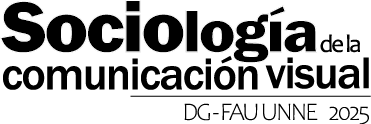 Sociología de la
comunicación visual
DG-FAU UNNE 2025